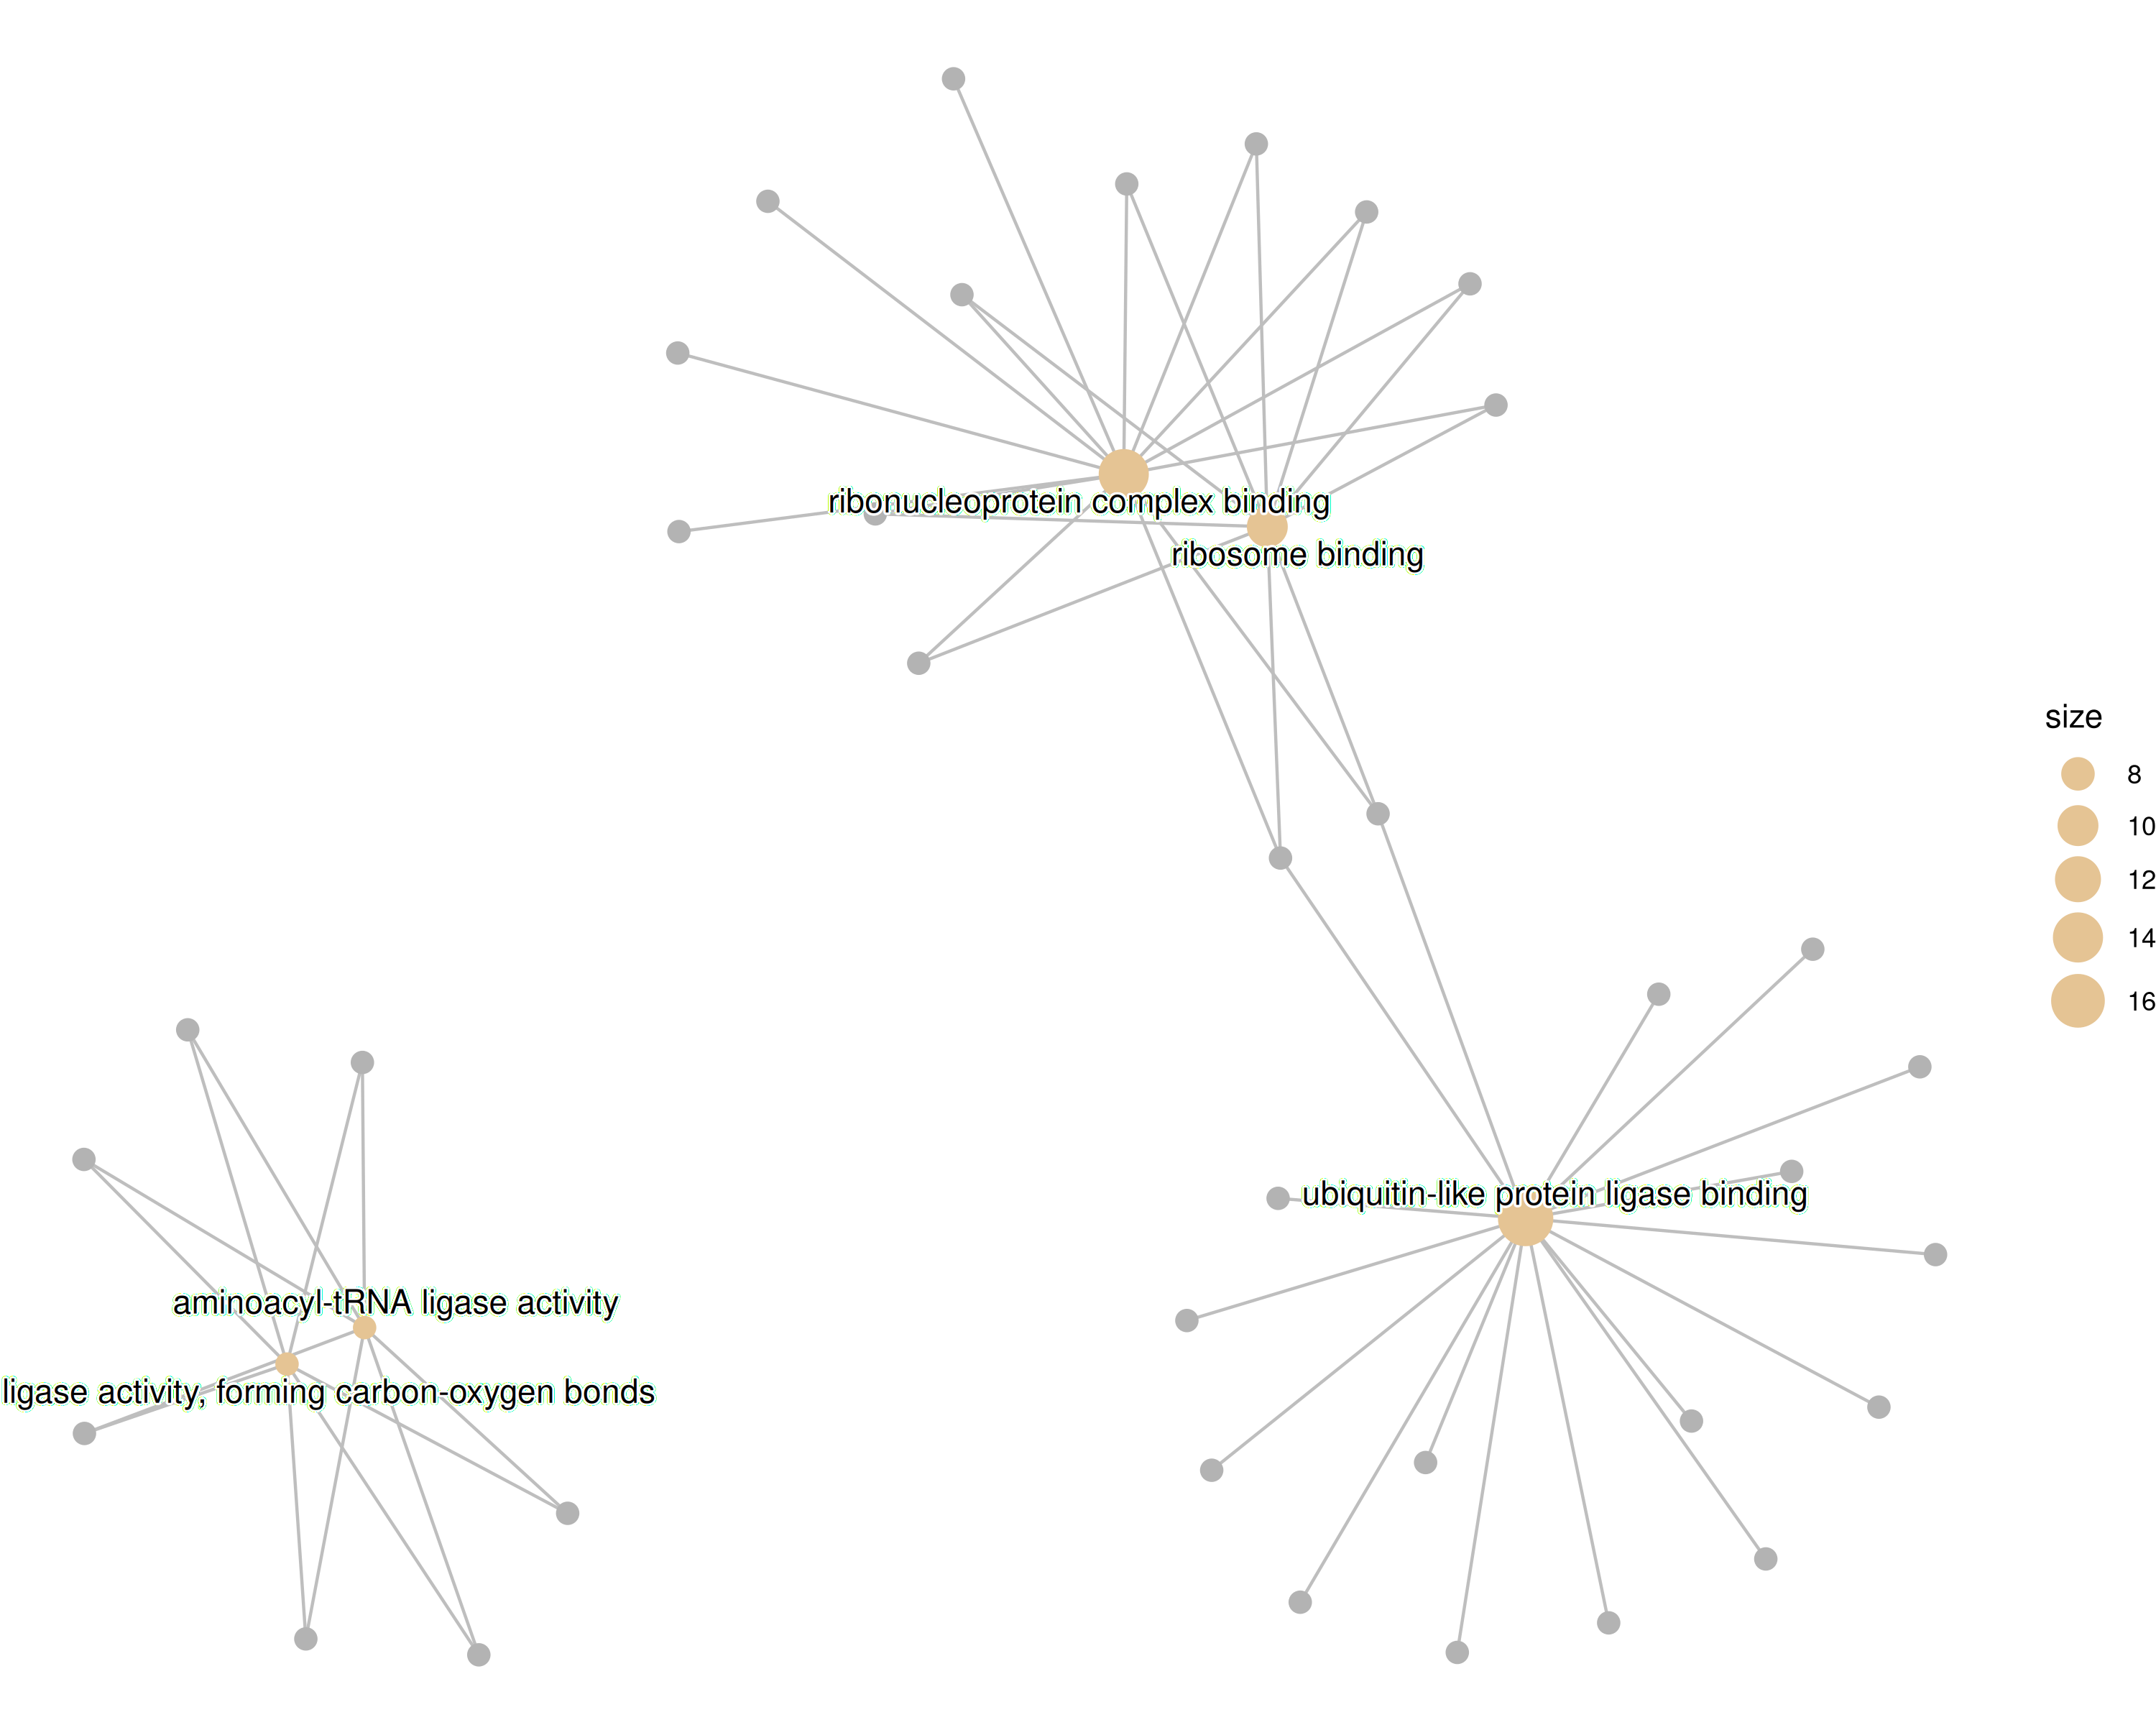 ribonucleoprotein complex binding
ribosome binding
size
8
10
12
14
16
ubiquitin-like protein ligase binding
aminoacyl-tRNA ligase activity
ligase activity, forming carbon-oxygen bonds